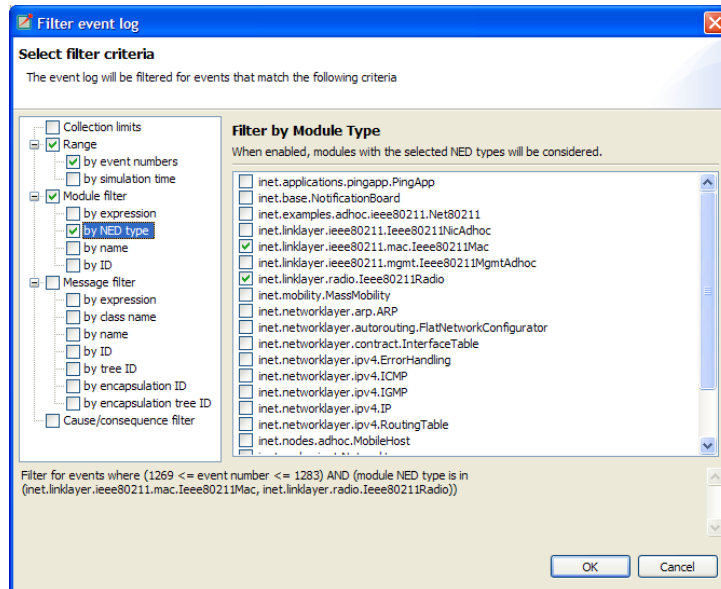 Filter event log
Select filter criteria
The event log will be filtered for events that match the following criteria
Collection limits
Range
by event numbers
by simulation time
Module filter
by expression
by NED type
by name
by ID
Message filter
by expression
by class name
by name
by ID
by tree ID
by encapsulation ID
by encapsulation tree ID
Cause/consequence filter
Filter by Module Type
When enabled, modules with the selected NED types will be considered.
inet.applications.pingapp.PingApp
inet.base.NotificationBoard
inet.examples.adhoc.ieee80211.Net80211
inet.linklayer.ieee80211.Ieee80211NicAdhoc
inet.linklayer.ieee80211.mac.Ieee80211Mac
inet.linklayer.ieee80211.mgmt.Ieee80211MgmtAdhoc
inet.linklayer.radio.Ieee80211Radio
inet.mobility.MassMobility
inet.networklayer.arp.ARP
inet.networklayer.autorouting.FlatNetworkConfigurator
inet.networklayer.contract.InterfaceTable
inet.networklayer.ipv4.ErrorHandling
inet.networklayer.ipv4.ICMP
inet.networklayer.ipv4.IGMP
inet.networklayer.ipv4.IP
inet.networklayer.ipv4.RoutingTable
inet.nodes.adhoc.MobileHost
Filter for events where (1269 <= event number <= 1283) AND (module NED type is in
(inet.linklayer.ieee80211.mac.Ieee80211Mac, inet.linklayer.radio.Ieee80211Radio))
OK
Cancel